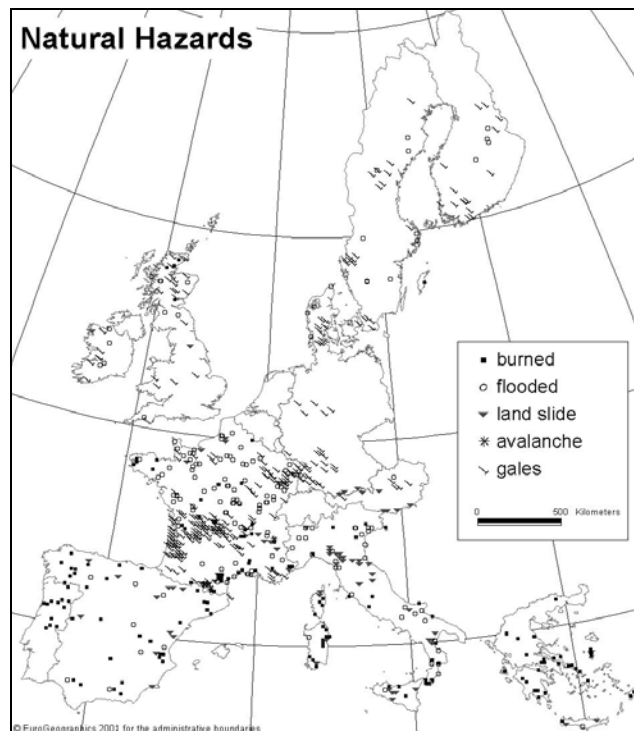 Natural Hazards
burned
flooded
land slide
avalanche
gales
0 500 Kilometers
© EuroGeographics 2001 for the administrative boundaries